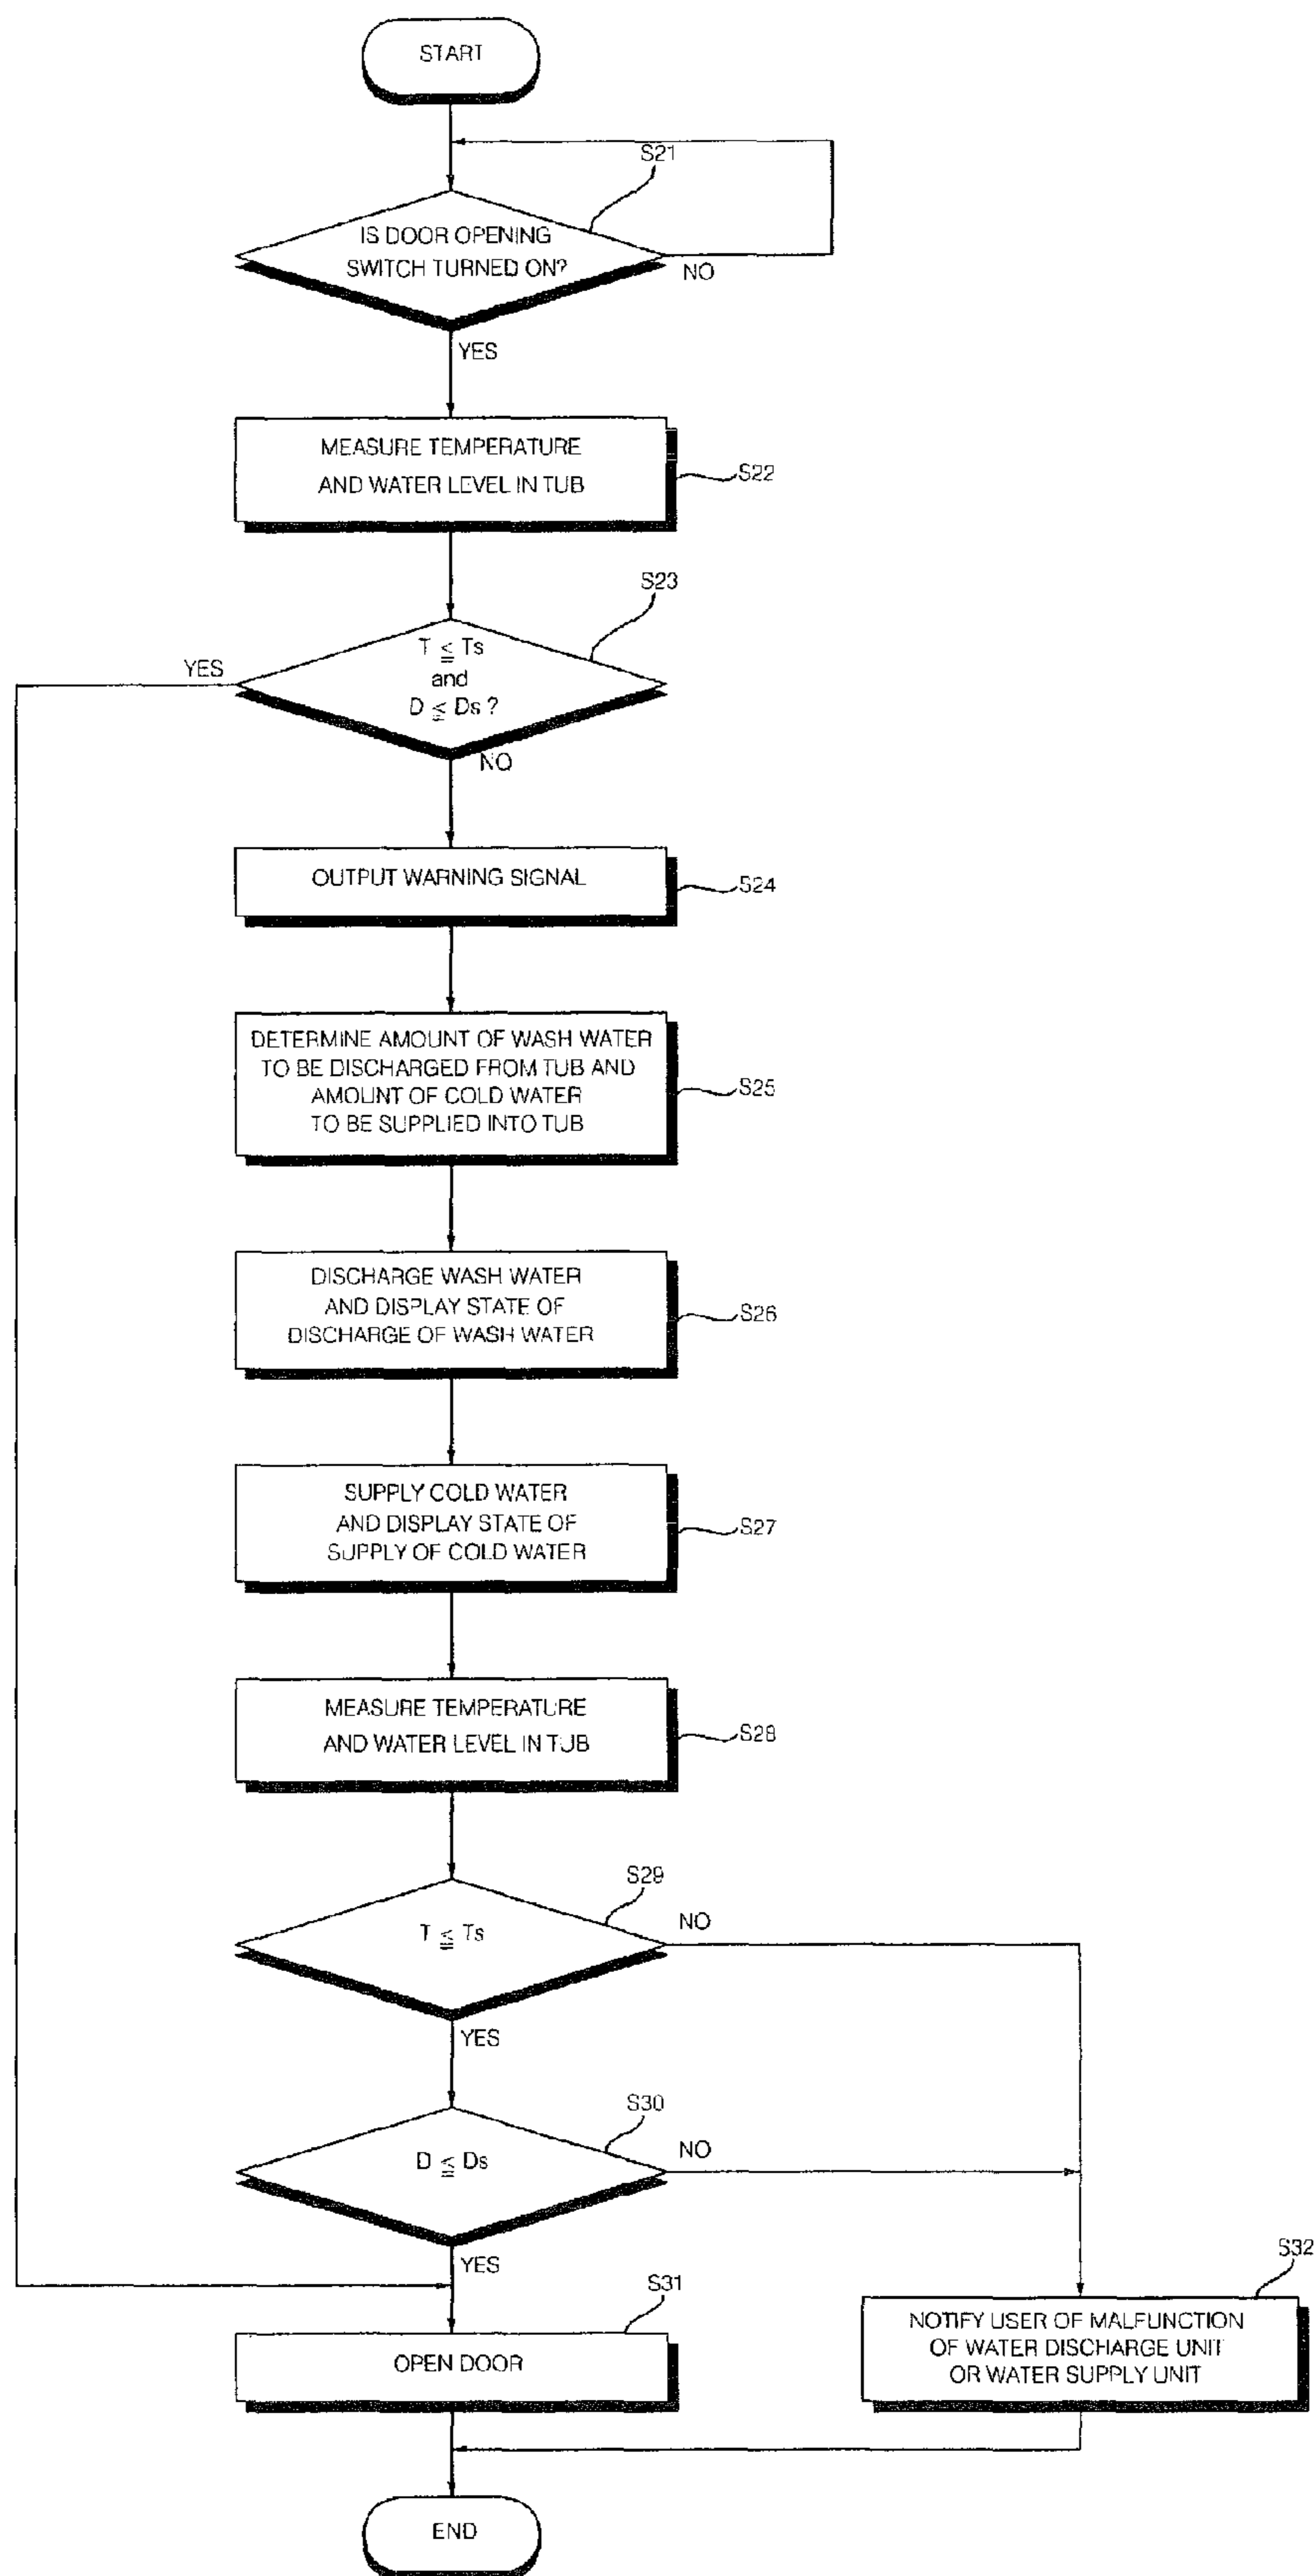 START
S21
IS DOOR OPENING
SWITCH TURNED ON?
NO
YES
MEASURE TEMPERATURE
AND WATER LEVEL IN TUB
S22
S23
YES
T ≦ Ts
and
D ≦ Ds ?
NO
OUTPUT WARNING SIGNAL
S24
DETERMINE AMOUNT OF WASH WATER
TO BE DISCHARGED FROM TUB AND
AMOUNT OF COLD WATER
TO BE SUPPLIED INTO TUB
S25
DISCHARGE WASH WATER
AND DISPLAY STATE OF
DISCHARGE OF WASH WATER
S26
SUPPLY COLD WATER
AND DISPLAY STATE OF
SUPPLY OF COLD WATER
S27
MEASURE TEMPERATURE
AND WATER LEVEL IN TUB
S28
S29
T ≦ Ts
NO
YES
S30
D ≦ Ds
NO
YES
S31
OPEN DOOR
S32
NOTIFY USER OF MALFUNCTION
OF WATER DISCHARGE UNIT
OR WATER SUPPLY UNIT
END